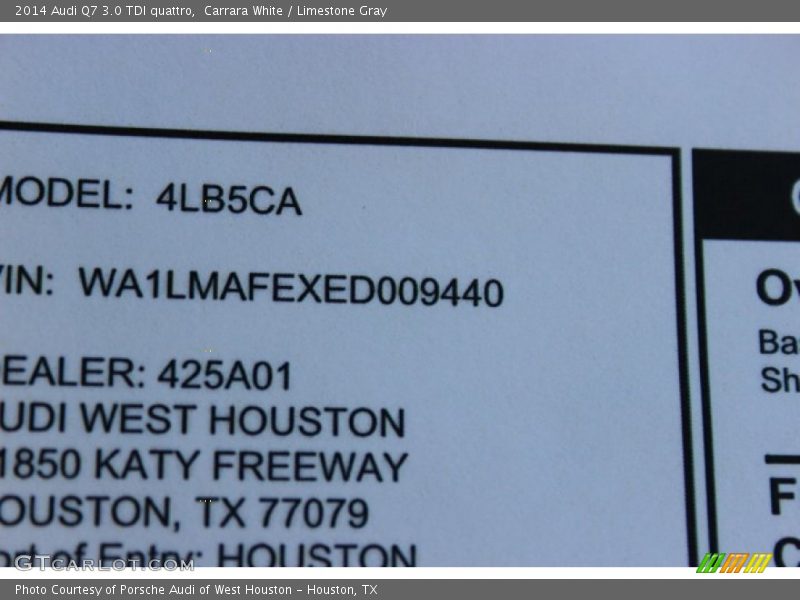 2014 Audi Q7 3.0 TDI quattro, Carrara White / Limestone Gray
MODEL: 4LB5CA
VIN: WA1LMAFEXED009440
EALER: 425A01
UDI WEST HOUSTON
1850 KATY FREEWAY
OUSTON, TX 77079
of Entry: HOUSTON
Ov
Ba
Sh
F
GTCARLOT.COM
Photo Courtesy of Porsche Audi of West Houston - Houston, TX